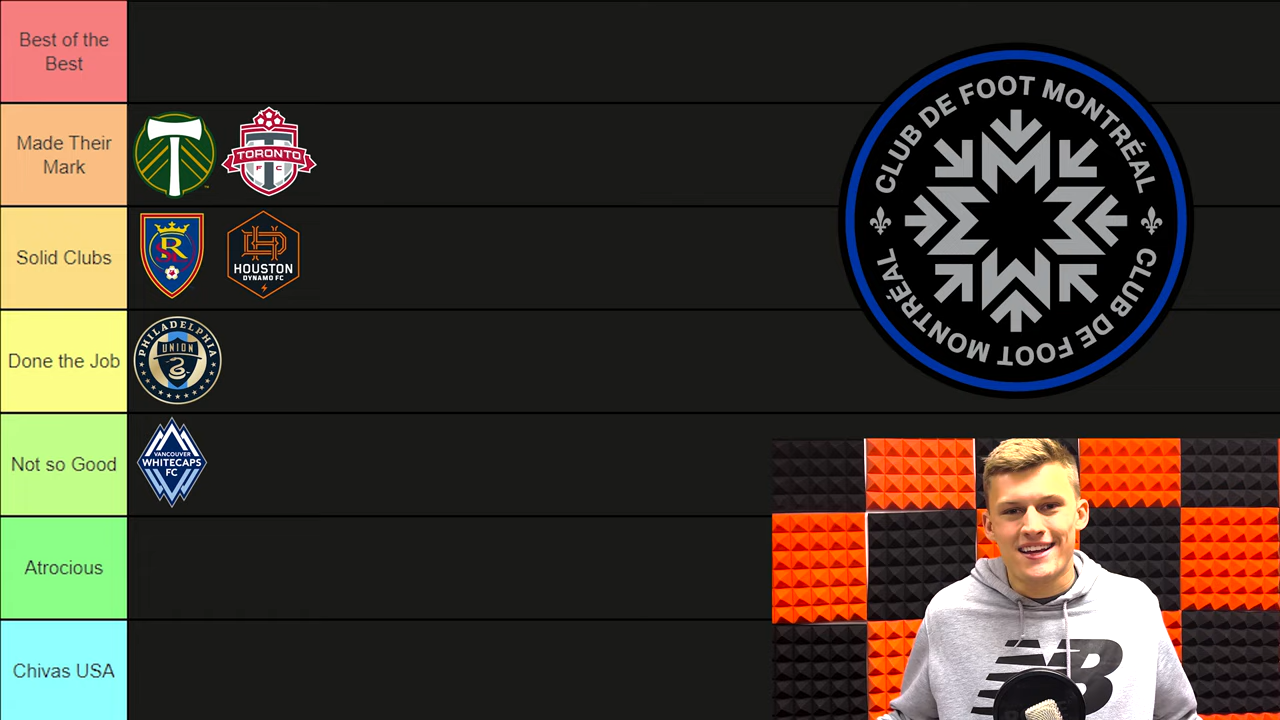 Best of the
Best
Made Their
Mark
TORONTO
F C
Solid Clubs
HOUSTON
DYNAMO FC
Done the Job
PHILADELPHIA
UNION
Not so Good
VANCOUVER
WHITECAPS
FC
Atrocious
Chivas USA
CLUB DE FOOT MONTRÉAL
CLUB DE FOOT MONTRÉAL
NB